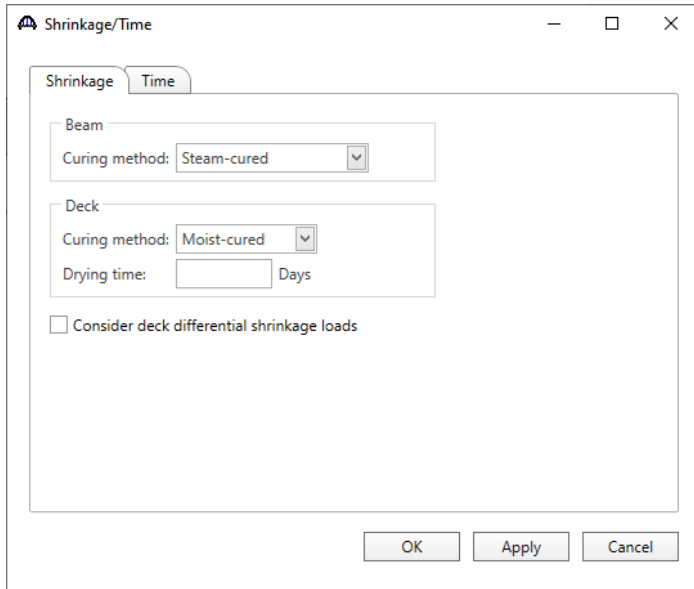 Shrinkage/Time
Shrinkage Time
Beam
Curing method: Steam-cured
Deck
Curing method: Moist-cured
Drying time: Days
Consider deck differential shrinkage loads
OK Apply Cancel